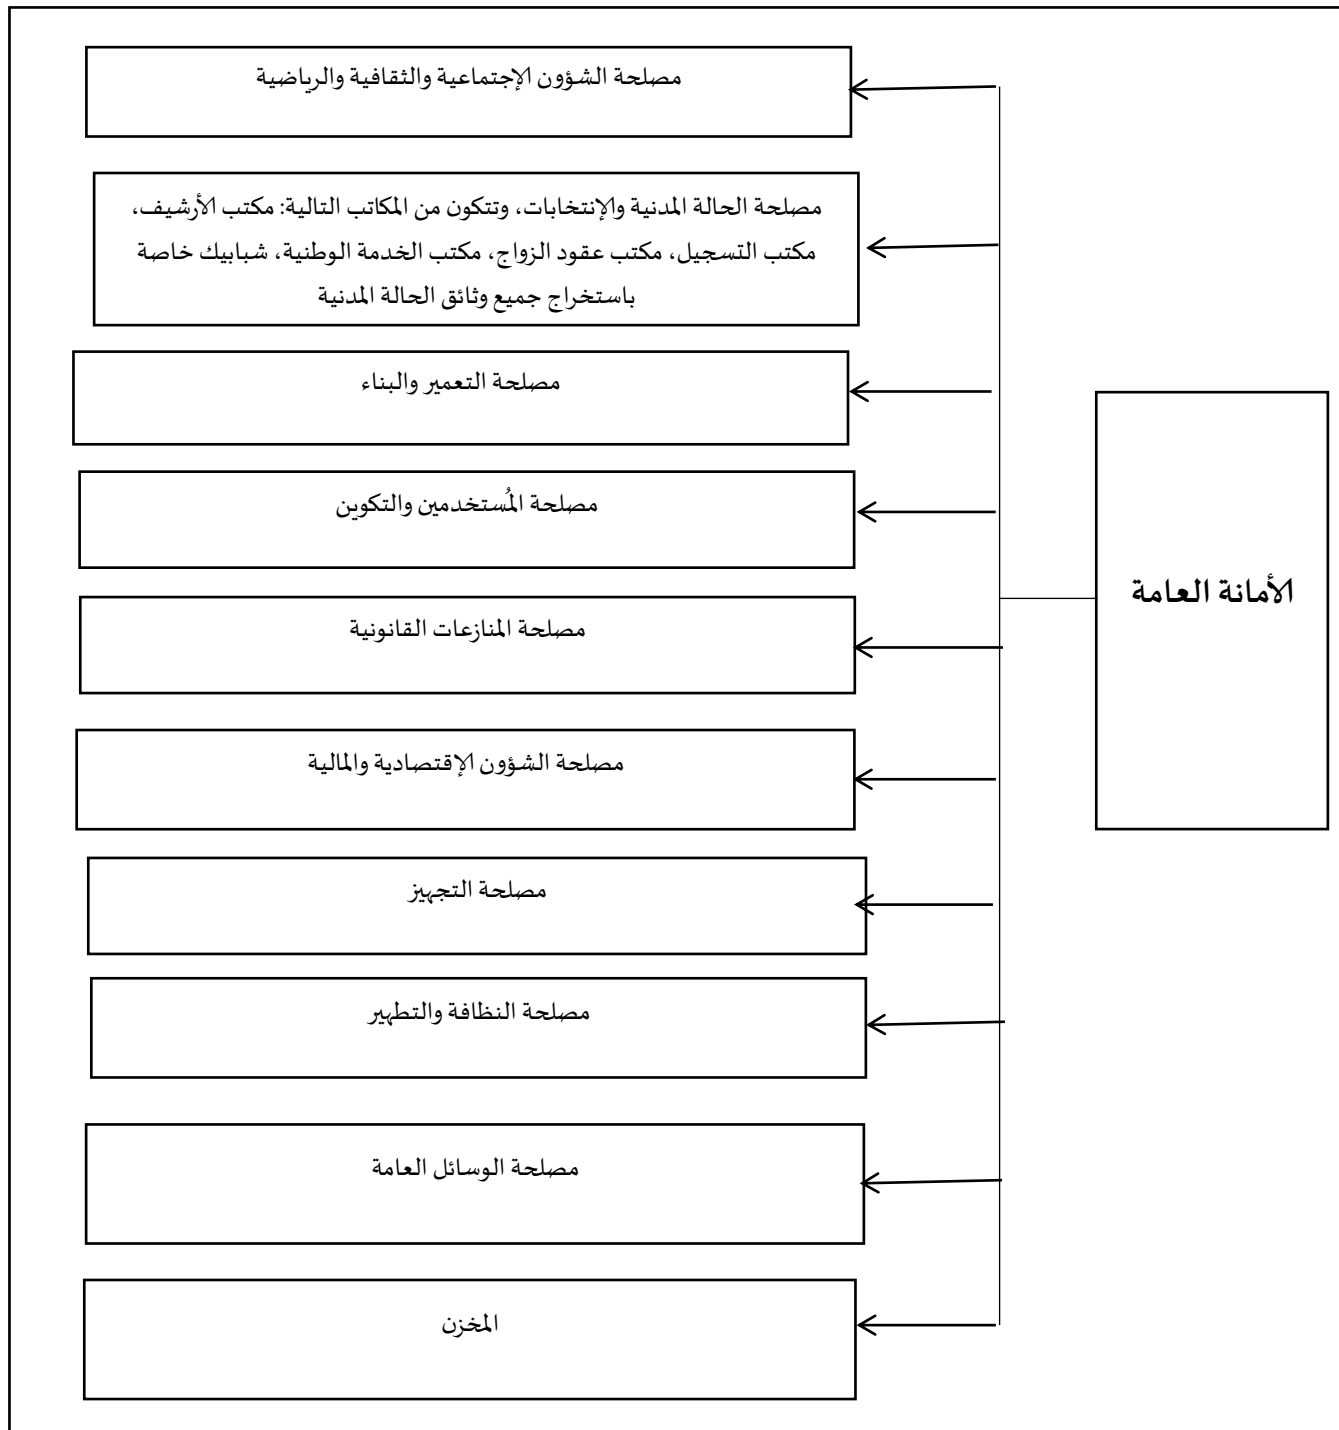 الأمانة العامة
مصلحة الشؤون الإجتماعية والثقافية والرياضية
مصلحة الحالة المدنية والإنتخابات، وتتكون من المكاتب التالية: مكتب الأرشيف،
مكتب التسجيل، مكتب عقود الزواج، مكتب الخدمة الوطنية، شبابيك خاصة
باستخراج جميع وثائق الحالة المدنية
مصلحة التعمير والبناء
مصلحة المُستخدمين والتكوين
مصلحة المنازعات القانونية
مصلحة الشؤون الإقتصادية والمالية
مصلحة التجهيز
مصلحة النظافة والتطهير
مصلحة الوسائل العامة
المخزن